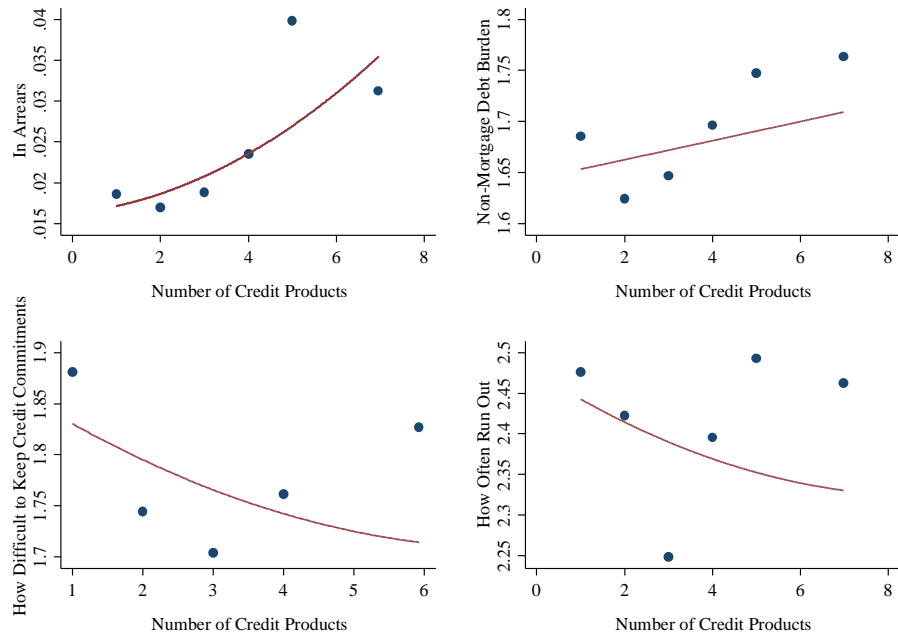 In Arrears
.04
.035
.03
.025
.02
.015
0 2 4 6 8
Number of Credit Products
Non-Mortgage Debt Burden
1.8
1.75
1.7
1.65
1.6
0 2 4 6 8
Number of Credit Products
How Difficult to Keep Credit Commitments
1.9
1.85
1.8
1.75
1.7
1 2 3 4 5 6
Number of Credit Products
How Often Run Out
2.5
2.45
2.4
2.35
2.3
2.25
0 2 4 6 8
Number of Credit Products